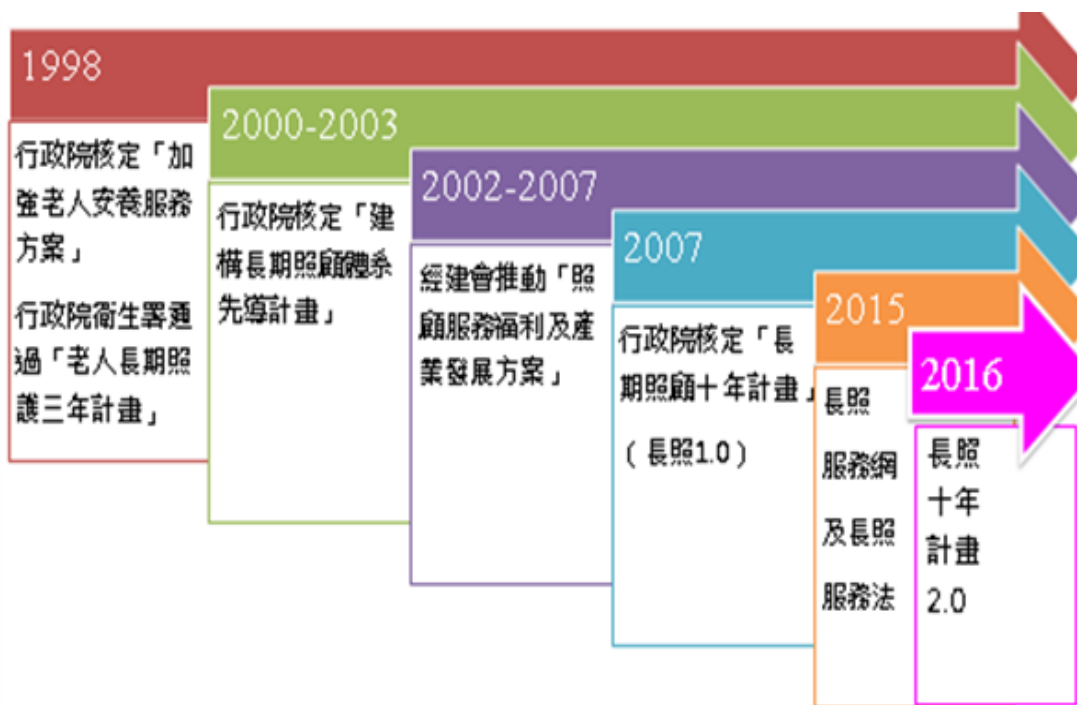 1998
行政院核定「加
強老人安養服務
方案」
行政院衛生署通
過「老人長期照
護三年計畫」
2000-2003
行政院核定「建
構長期照顧體系
先導計畫」
2002-2007
經建會推動「照
顧服務福利及產
業發展方案」
2007
行政院核定「長
期照顧十年計畫」
（長照1.0）
2015
長照
服務網
及長照
服務法
2016
長照
十年
計畫
2.0